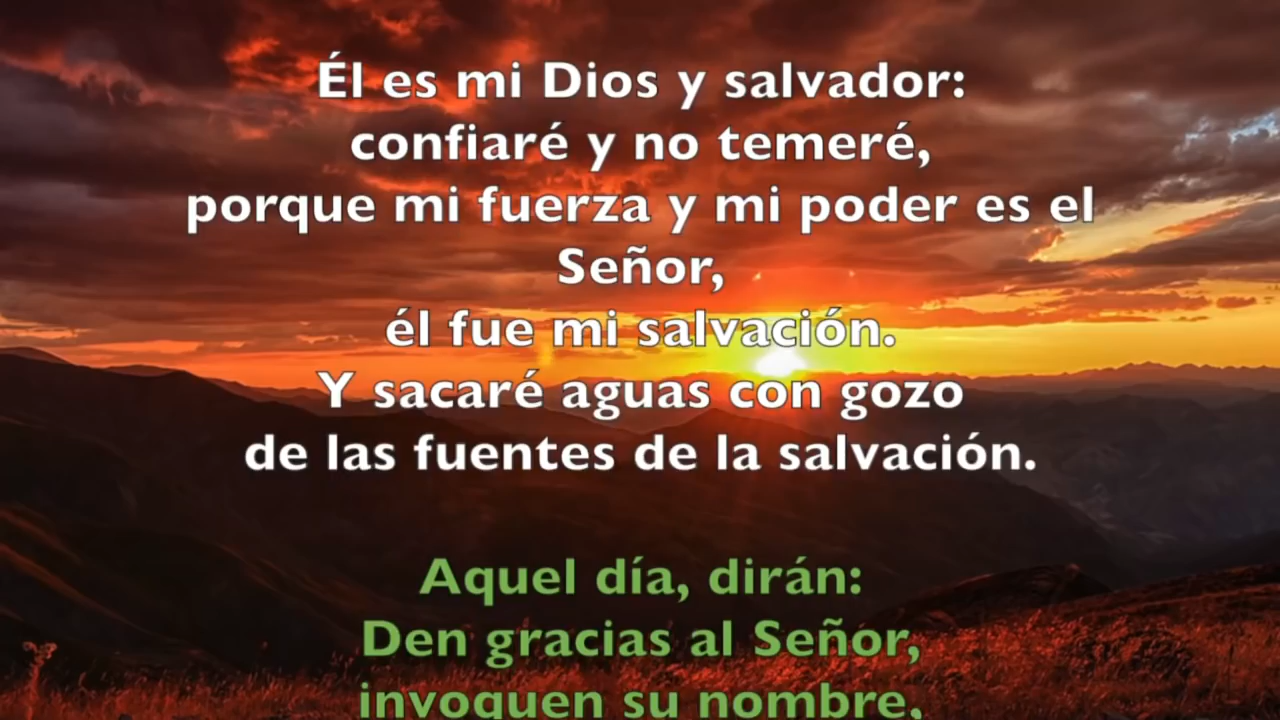 Él es mi Dios y salvador:
confiaré y no temeré,
porque mi fuerza y mi poder es el
Señor,
él fue mi salvación.
Y sacaré aguas con gozo
de las fuentes de la salvación.
Aquel día, dirán:
Den gracias al Señor,
invoquen su nombre,